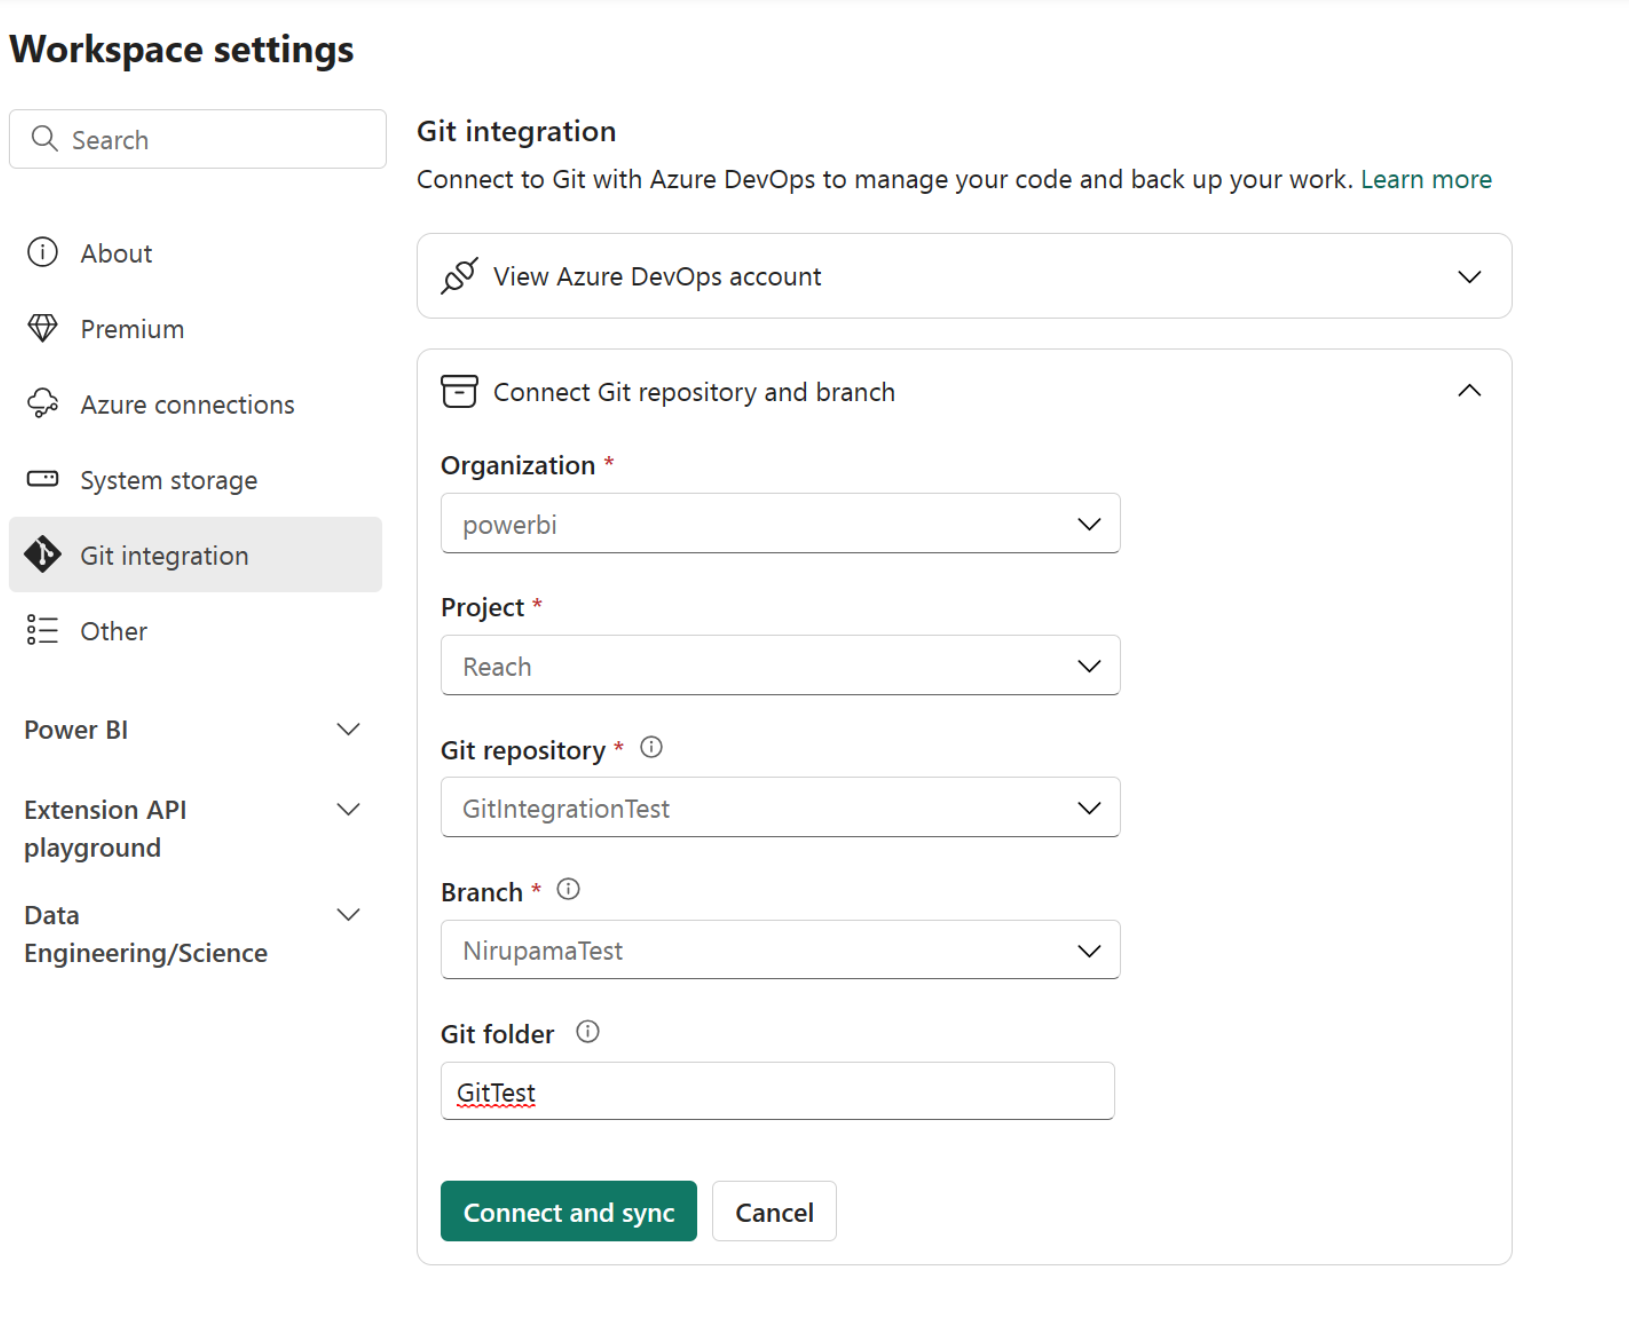 Workspace settings
Search
About
Premium
Azure connections
System storage
Git integration
Other
Power BI
Extension API
playground
Data
Engineering/Science
Git integration
Connect to Git with Azure DevOps to manage your code and back up your work. Learn more
View Azure DevOps account
Connect Git repository and branch
Organization *
powerbi
Project *
Reach
Git repository *
GitIntegrationTest
Branch *
NirupamaTest
Git folder
GitTest
Connect and sync
Cancel